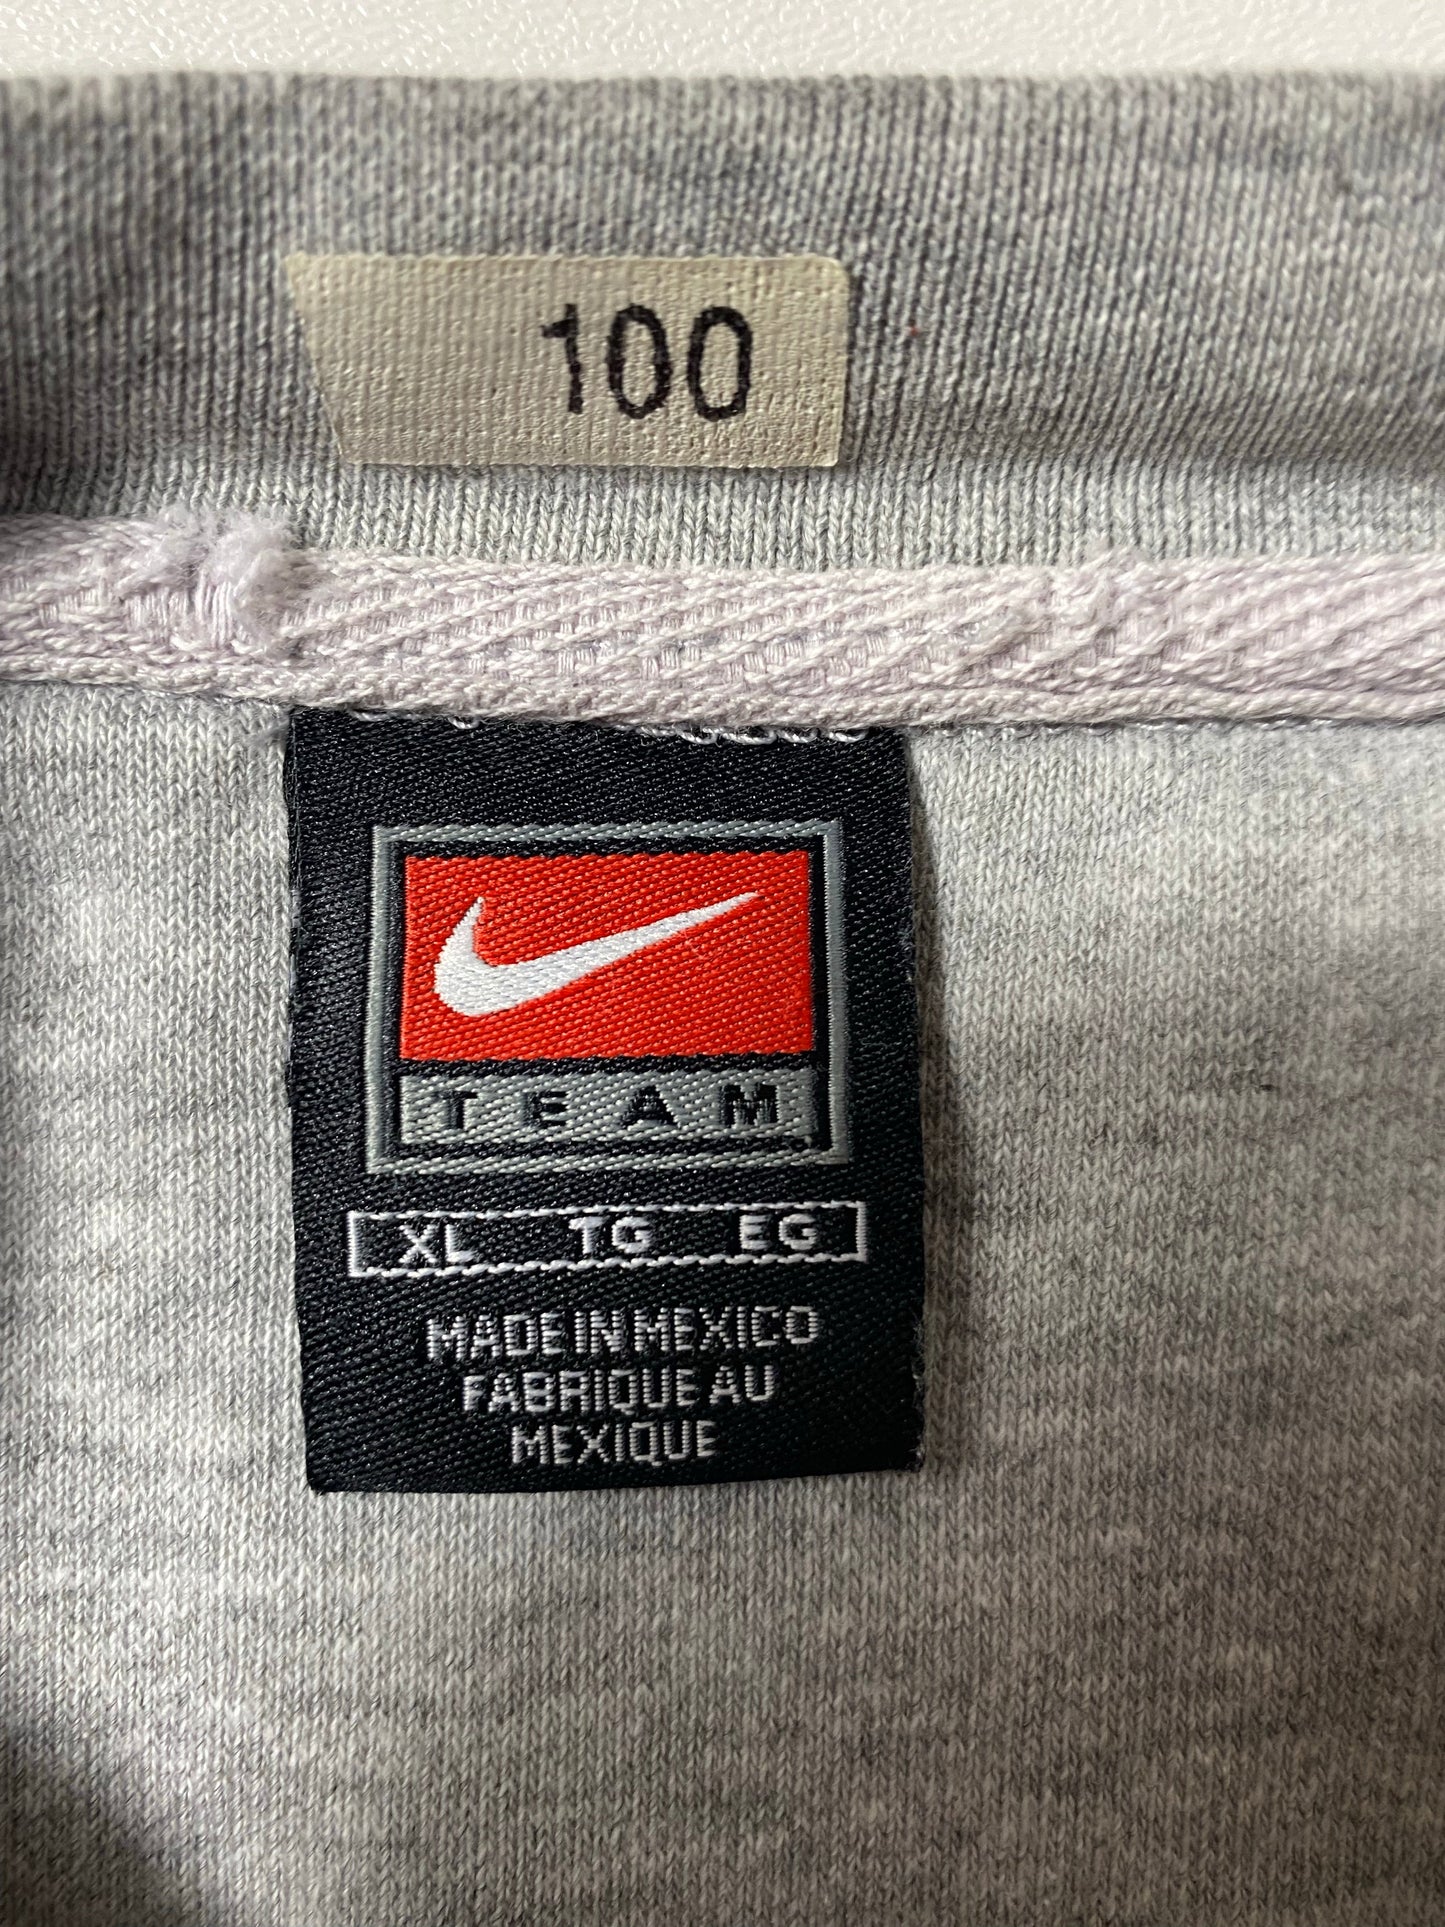 100
TEAM
XL TG EG
MADE IN MEXICO
FABRIQUE AU
MEXIQUE